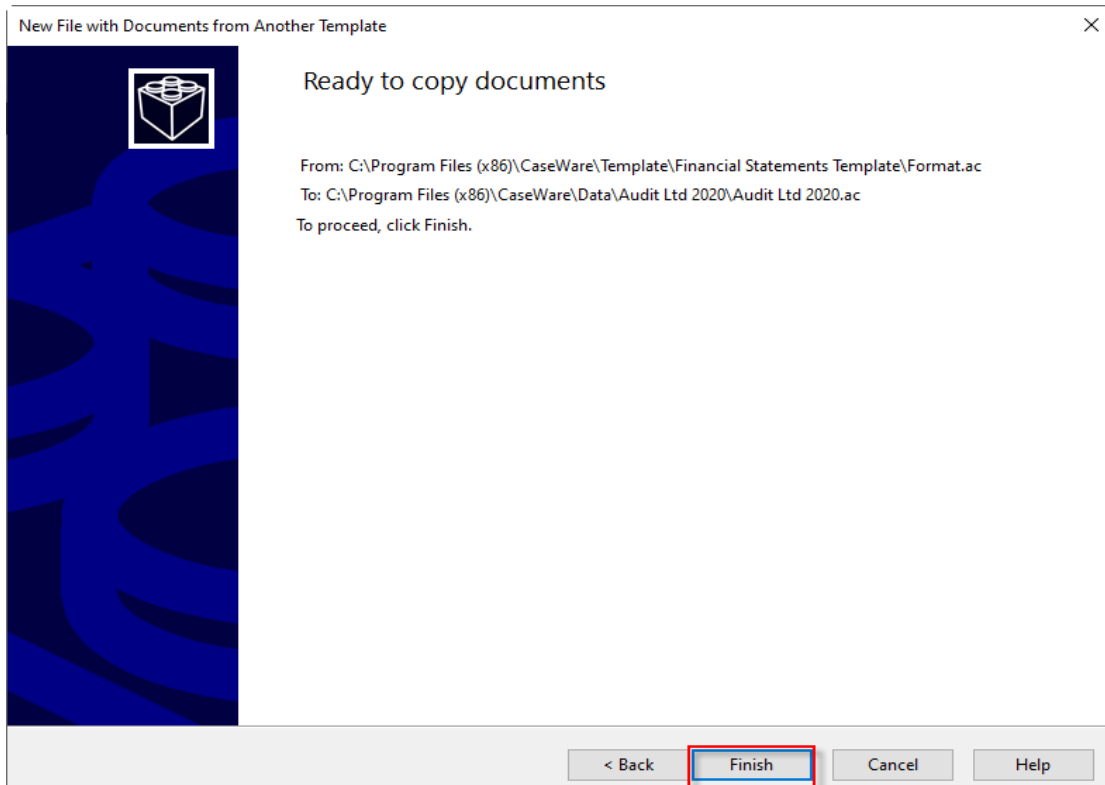 New File with Documents from Another Template
Ready to copy documents
From: C:\Program Files (x86)\CaseWare\Template\Financial Statements Template\Format.ac
To: C:\Program Files (x86)\CaseWare\Data\Audit Ltd 2020\Audit Ltd 2020.ac
To proceed, click Finish.
< Back Finish Cancel Help